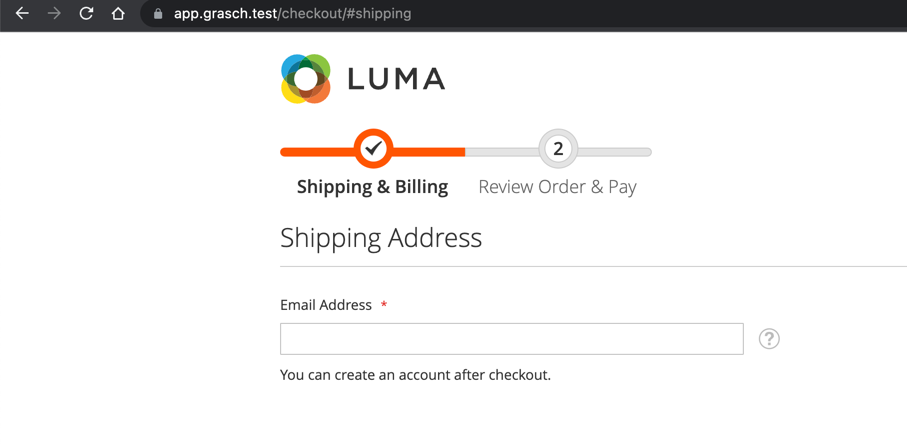 app.grasch.test/checkout/#shipping
LUMA
2
Shipping & Billing Review Order & Pay
Shipping Address
Email Address *
?
You can create an account after checkout.